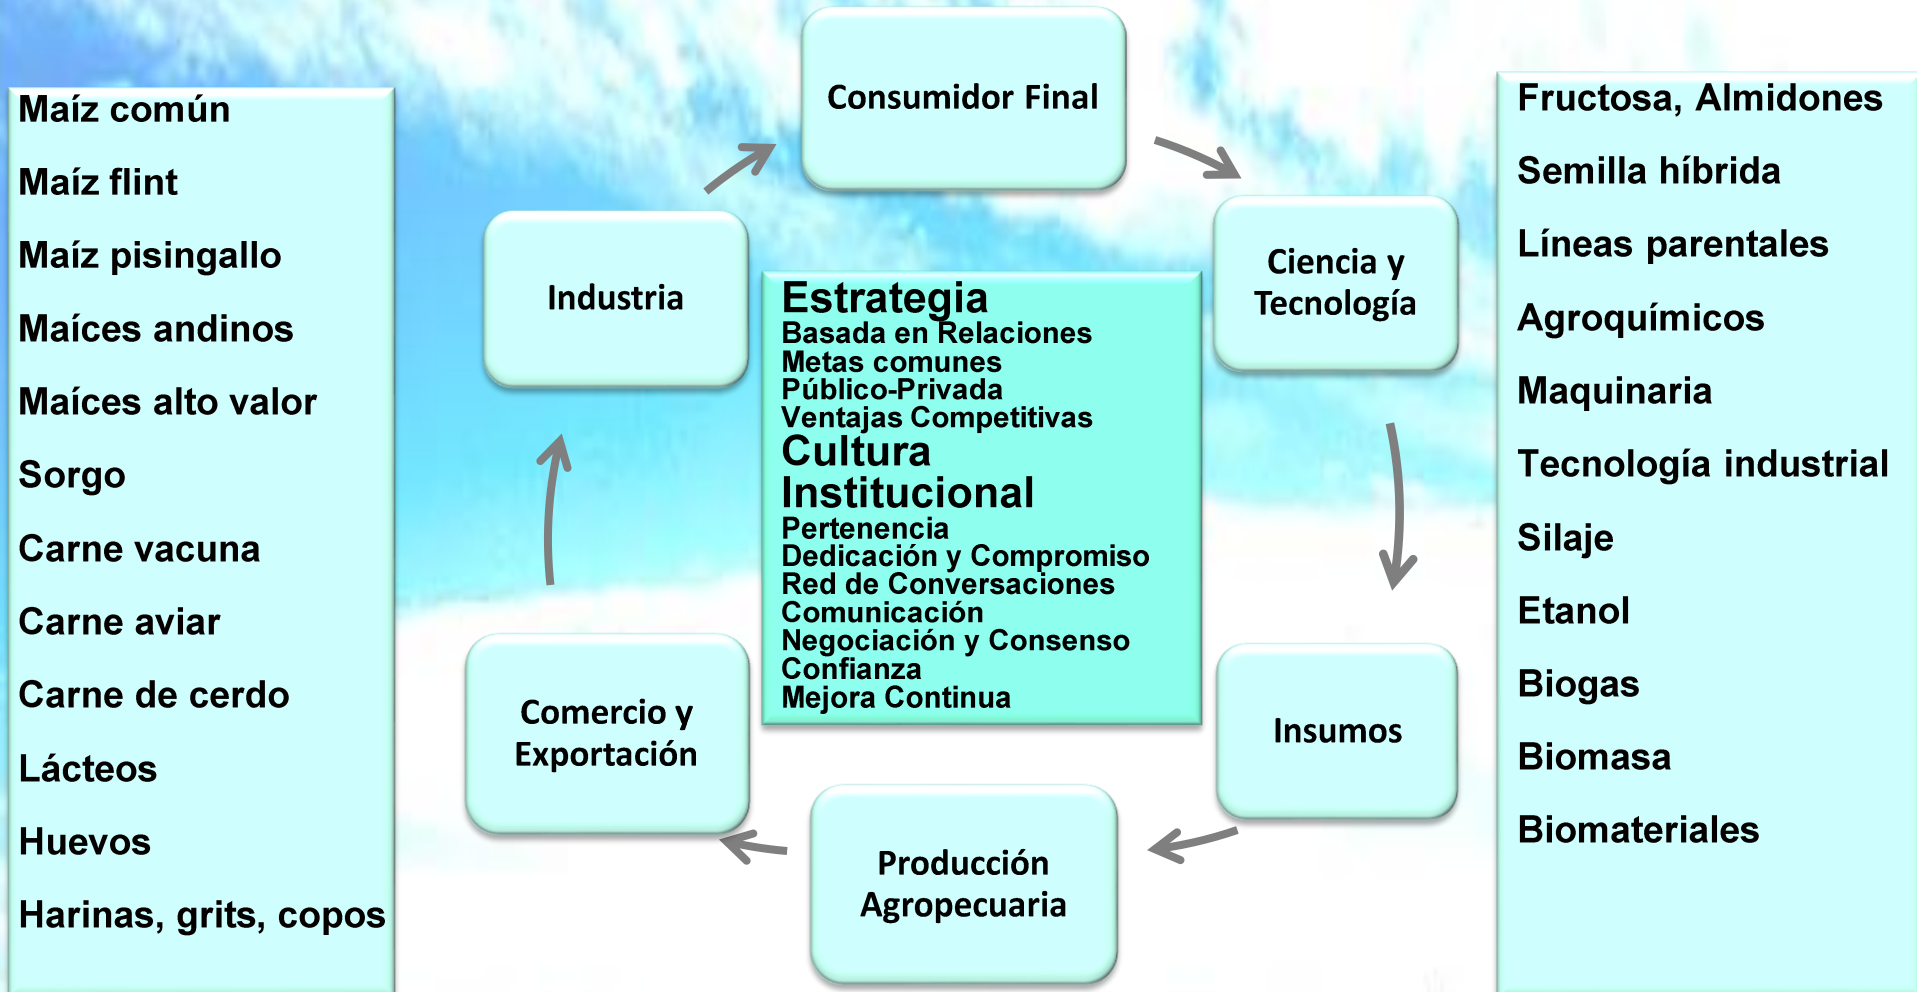 Maíz común
Maíz flint
Maíz pisingallo
Maíces andinos
Maíces alto valor
Sorgo
Carne vacuna
Carne aviar
Carne de cerdo
Lácteos
Huevos
Harinas, grits, copos
Consumidor Final
Ciencia y
Tecnología
Insumos
Producción
Agropecuaria
Comercio y
Exportación
Industria
Estrategia
Basada en Relaciones
Metas comunes
Público-Privada
Ventajas Competitivas
Cultura
Institucional
Pertenencia
Dedicación y Compromiso
Red de Conversaciones
Comunicación
Negociación y Consenso
Confianza
Mejora Continua
Fructosa, Almidones
Semilla híbrida
Líneas parentales
Agroquímicos
Maquinaria
Tecnología industrial
Silaje
Etanol
Biogas
Biomasa
Biomateriales